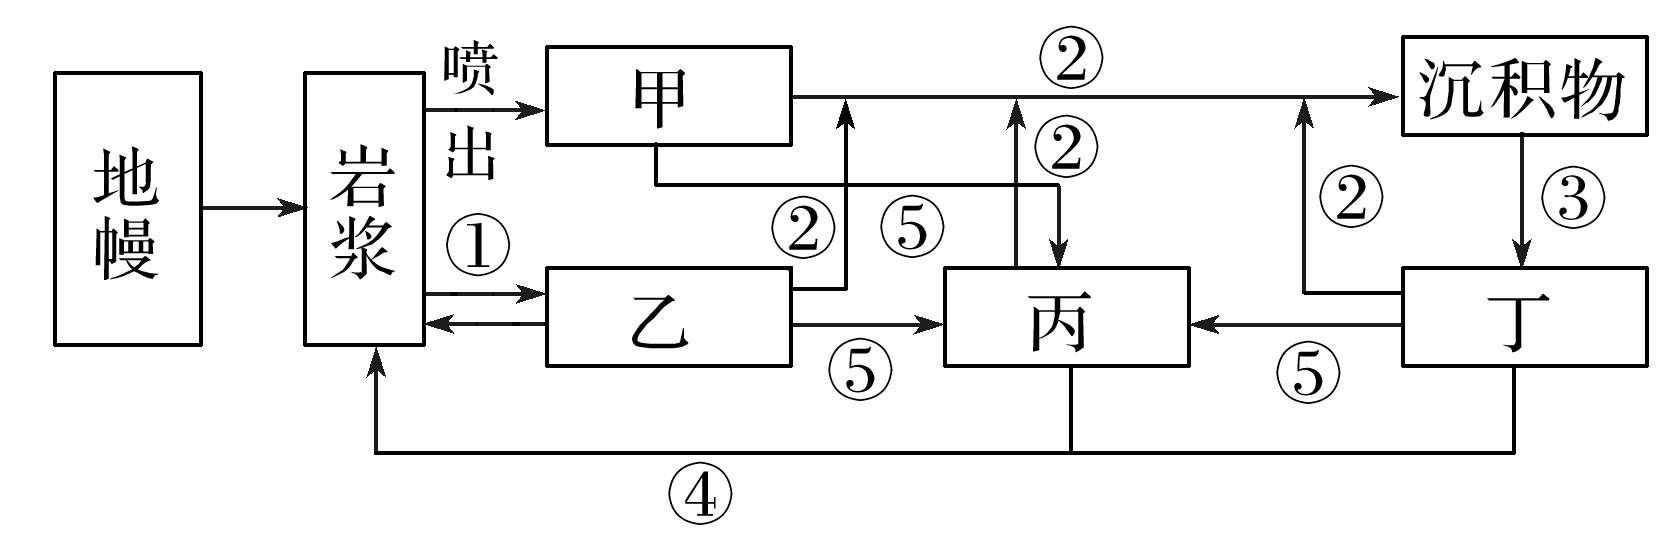 地幔
岩浆
喷出
①
甲
乙
②
②
②
②
⑤
⑤
⑤
丙
沉积物
③
丁
④